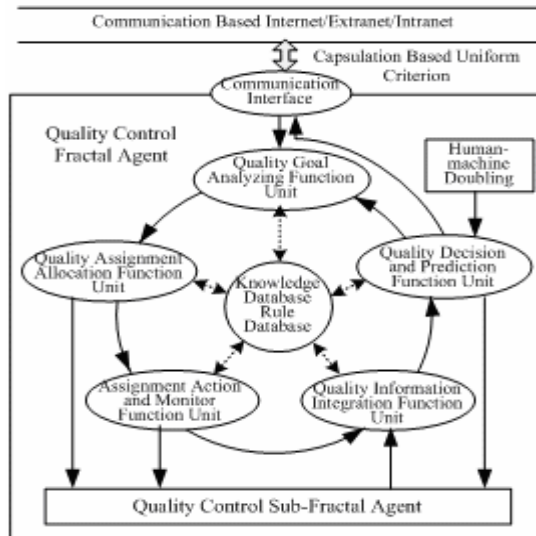 Communication Based Internet/Extranet/Intranet
Capsulation Based Uniform
Criterion
Communication
Interface
Quality Control
Fractal Agent
Human-
machine
Doubling
Quality Goal
Analyzing Function
Unit
Quality Assignment
Allocation Function
Unit
Knowledge
Database
Rule
Database
Quality Decision
and Prediction
Function Unit
Assignment Action
and Monitor
Function Unit
Quality Information
Integration Function
Unit
Quality Control Sub-Fractal Agent